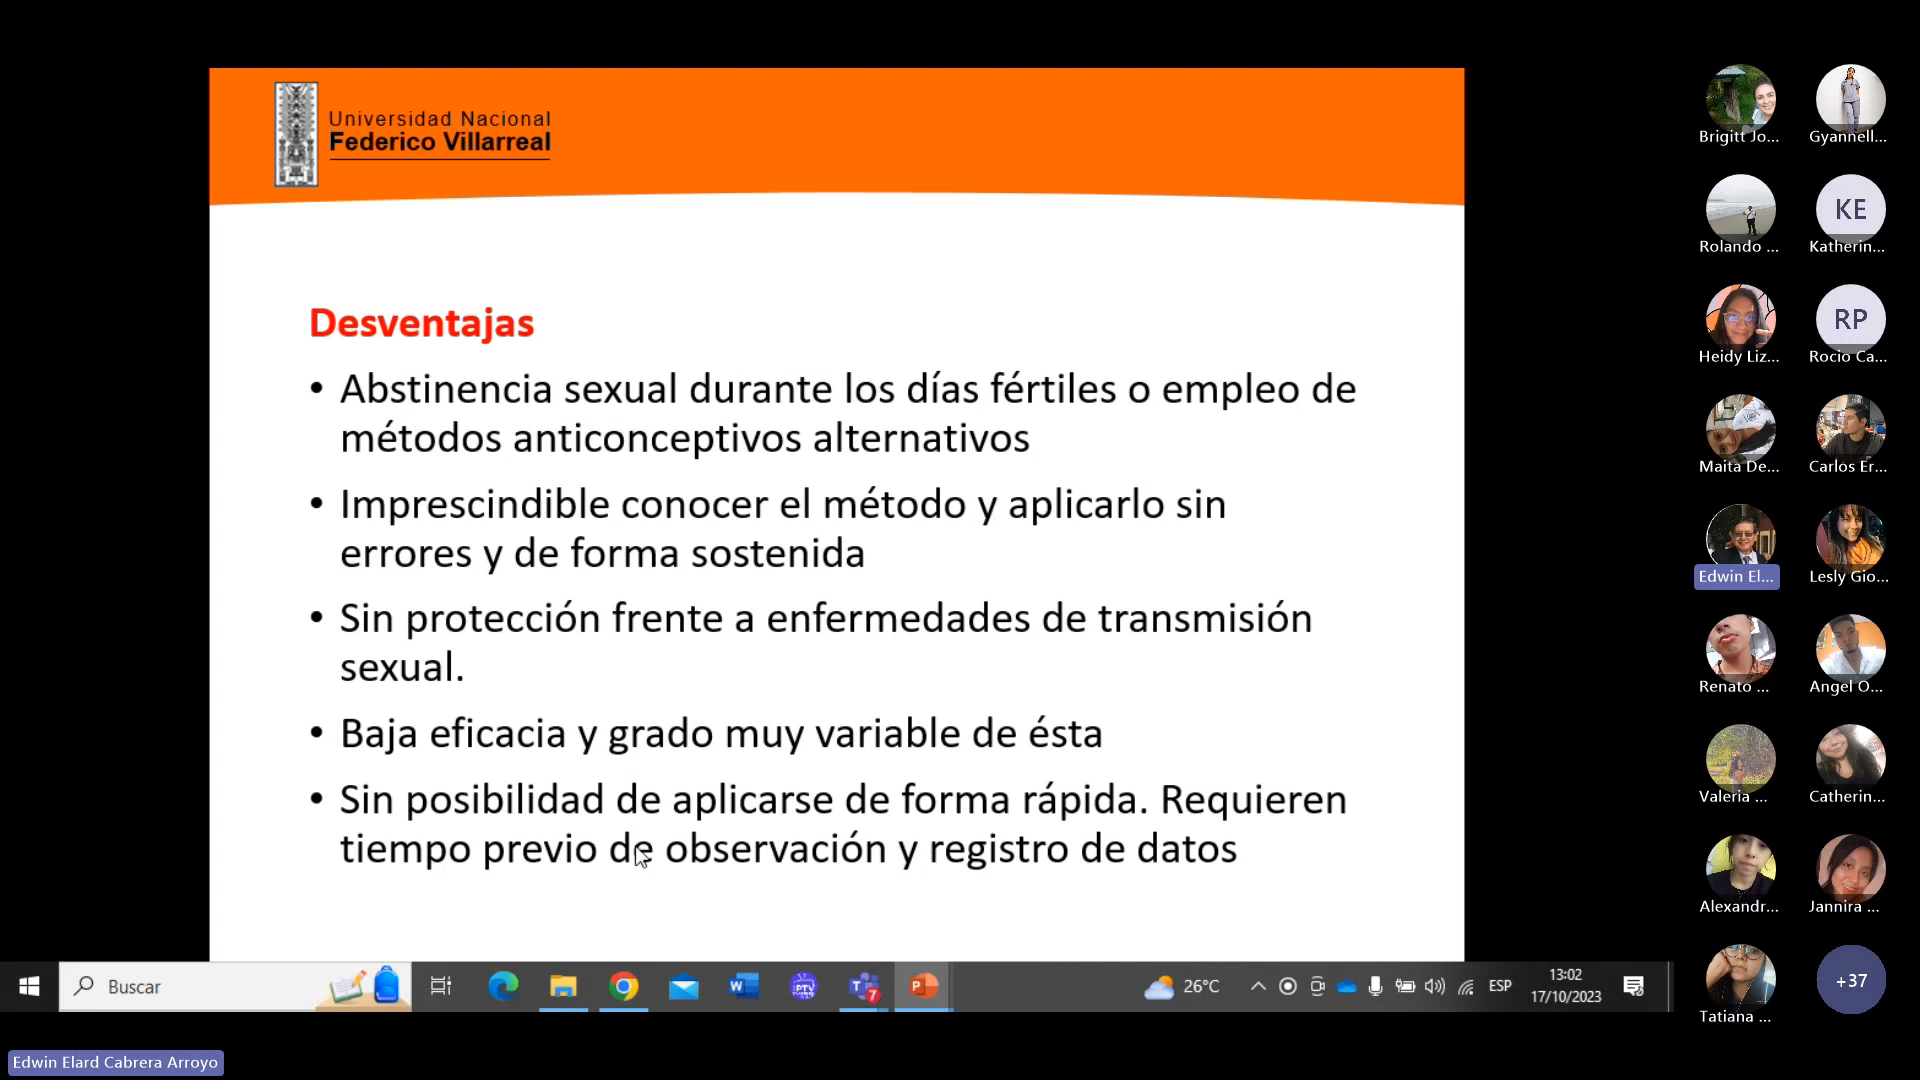 Universidad Nacional
Federico Villarreal
Desventajas
• Abstinencia sexual durante los días fértiles o empleo de
métodos anticonceptivos alternativos
• Imprescindible conocer el método y aplicarlo sin
errores y de forma sostenida
• Sin protección frente a enfermedades de transmisión
sexual.
• Baja eficacia y grado muy variable de ésta
• Sin posibilidad de aplicarse de forma rápida. Requieren
tiempo previo de observación y registro de datos
Brigitt Jo...
Gyannell...
Rolando ...
KE
Katherin...
Heidy Liz...
RP
Rocio Ca...
Maita De...
Carlos Er...
Edwin El...
Lesly Gio...
Renato ...
Angel O...
Valeria ...
Catherin...
Alexandr...
Jannira ...
Tatiana ...
+37
Buscar
W
IPTV
7
P
26°C
ESP
13:02
17/10/2023
Edwin Elard Cabrera Arroyo